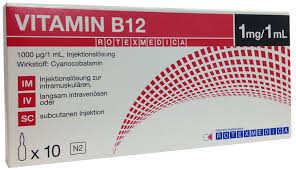 VITAMIN B12
1mg/1mL
ROTEXMEDICA
1000 µg/1 mL, Injektionslösung
Wirkstoff: Cyanocobalamin
IM Injektionslösung zur
intramuskulären,
IV langsam intravenösen oder
SC subcutanen Injektion
x 10 N2
ROTEXMEDICA